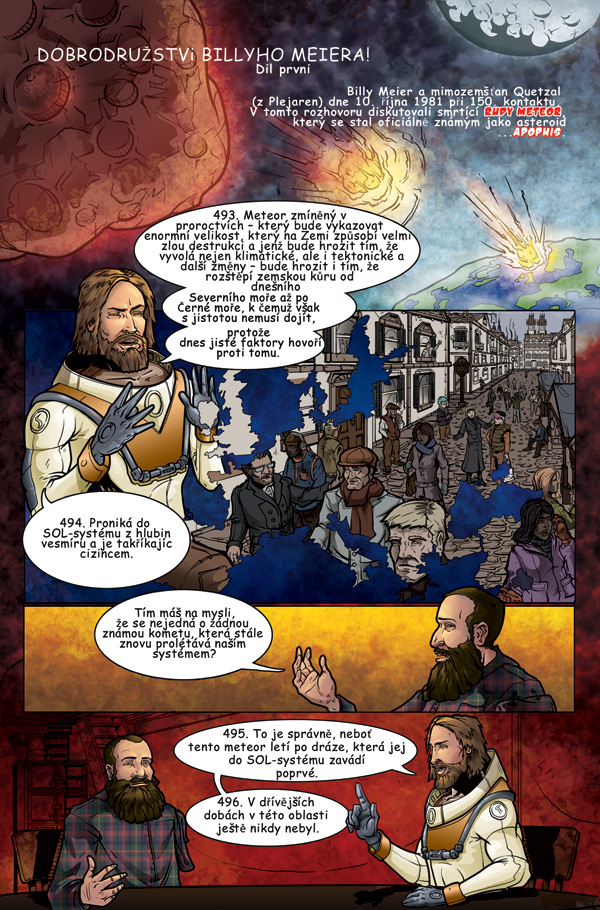 DOBRODRUŽSTVi BILLYHO MEIERA!
Díl první
Billy Meier a mimozemšťan Quetzal
(z Plejaren) dne 10. října 1981 při 150. kontaktu.
V tomto rozhovoru diskutovali smrtící RUDÝ METEOR,
který se stal oficiálně známým jako asteroid
...APOPHIS.
493. Meteor zmíněný v
proroctvích – který bude vykazovat
enormní velikost, který na Zemi způsobí velmi
zlou destrukci a jenž bude hrozit tím, že
vyvolá nejen klimatické, ale i tektonické a
další změny – bude hrozit i tím, že
rozštěpí zemskou kůru od
dnešního
Severního moře až po
Černé moře, k čemuž však
s jistotou nemusí dojít,
protože
dnes jisté faktory hovoří
proti tomu.
494. Proniká do
SOL-systému z hlubin
vesmíru a je takříkajíc
cizincem.
Tím máš na mysli,
že se nejedná o žádnou
známou kometu, která stále
znovu prolétává naším
systémem?
495. To je správně, neboť
tento meteor letí po dráze, která jej
do SOL-systému zavádí
poprvé.
496. V dřívějších
dobách v této oblasti
ještě nikdy nebyl.